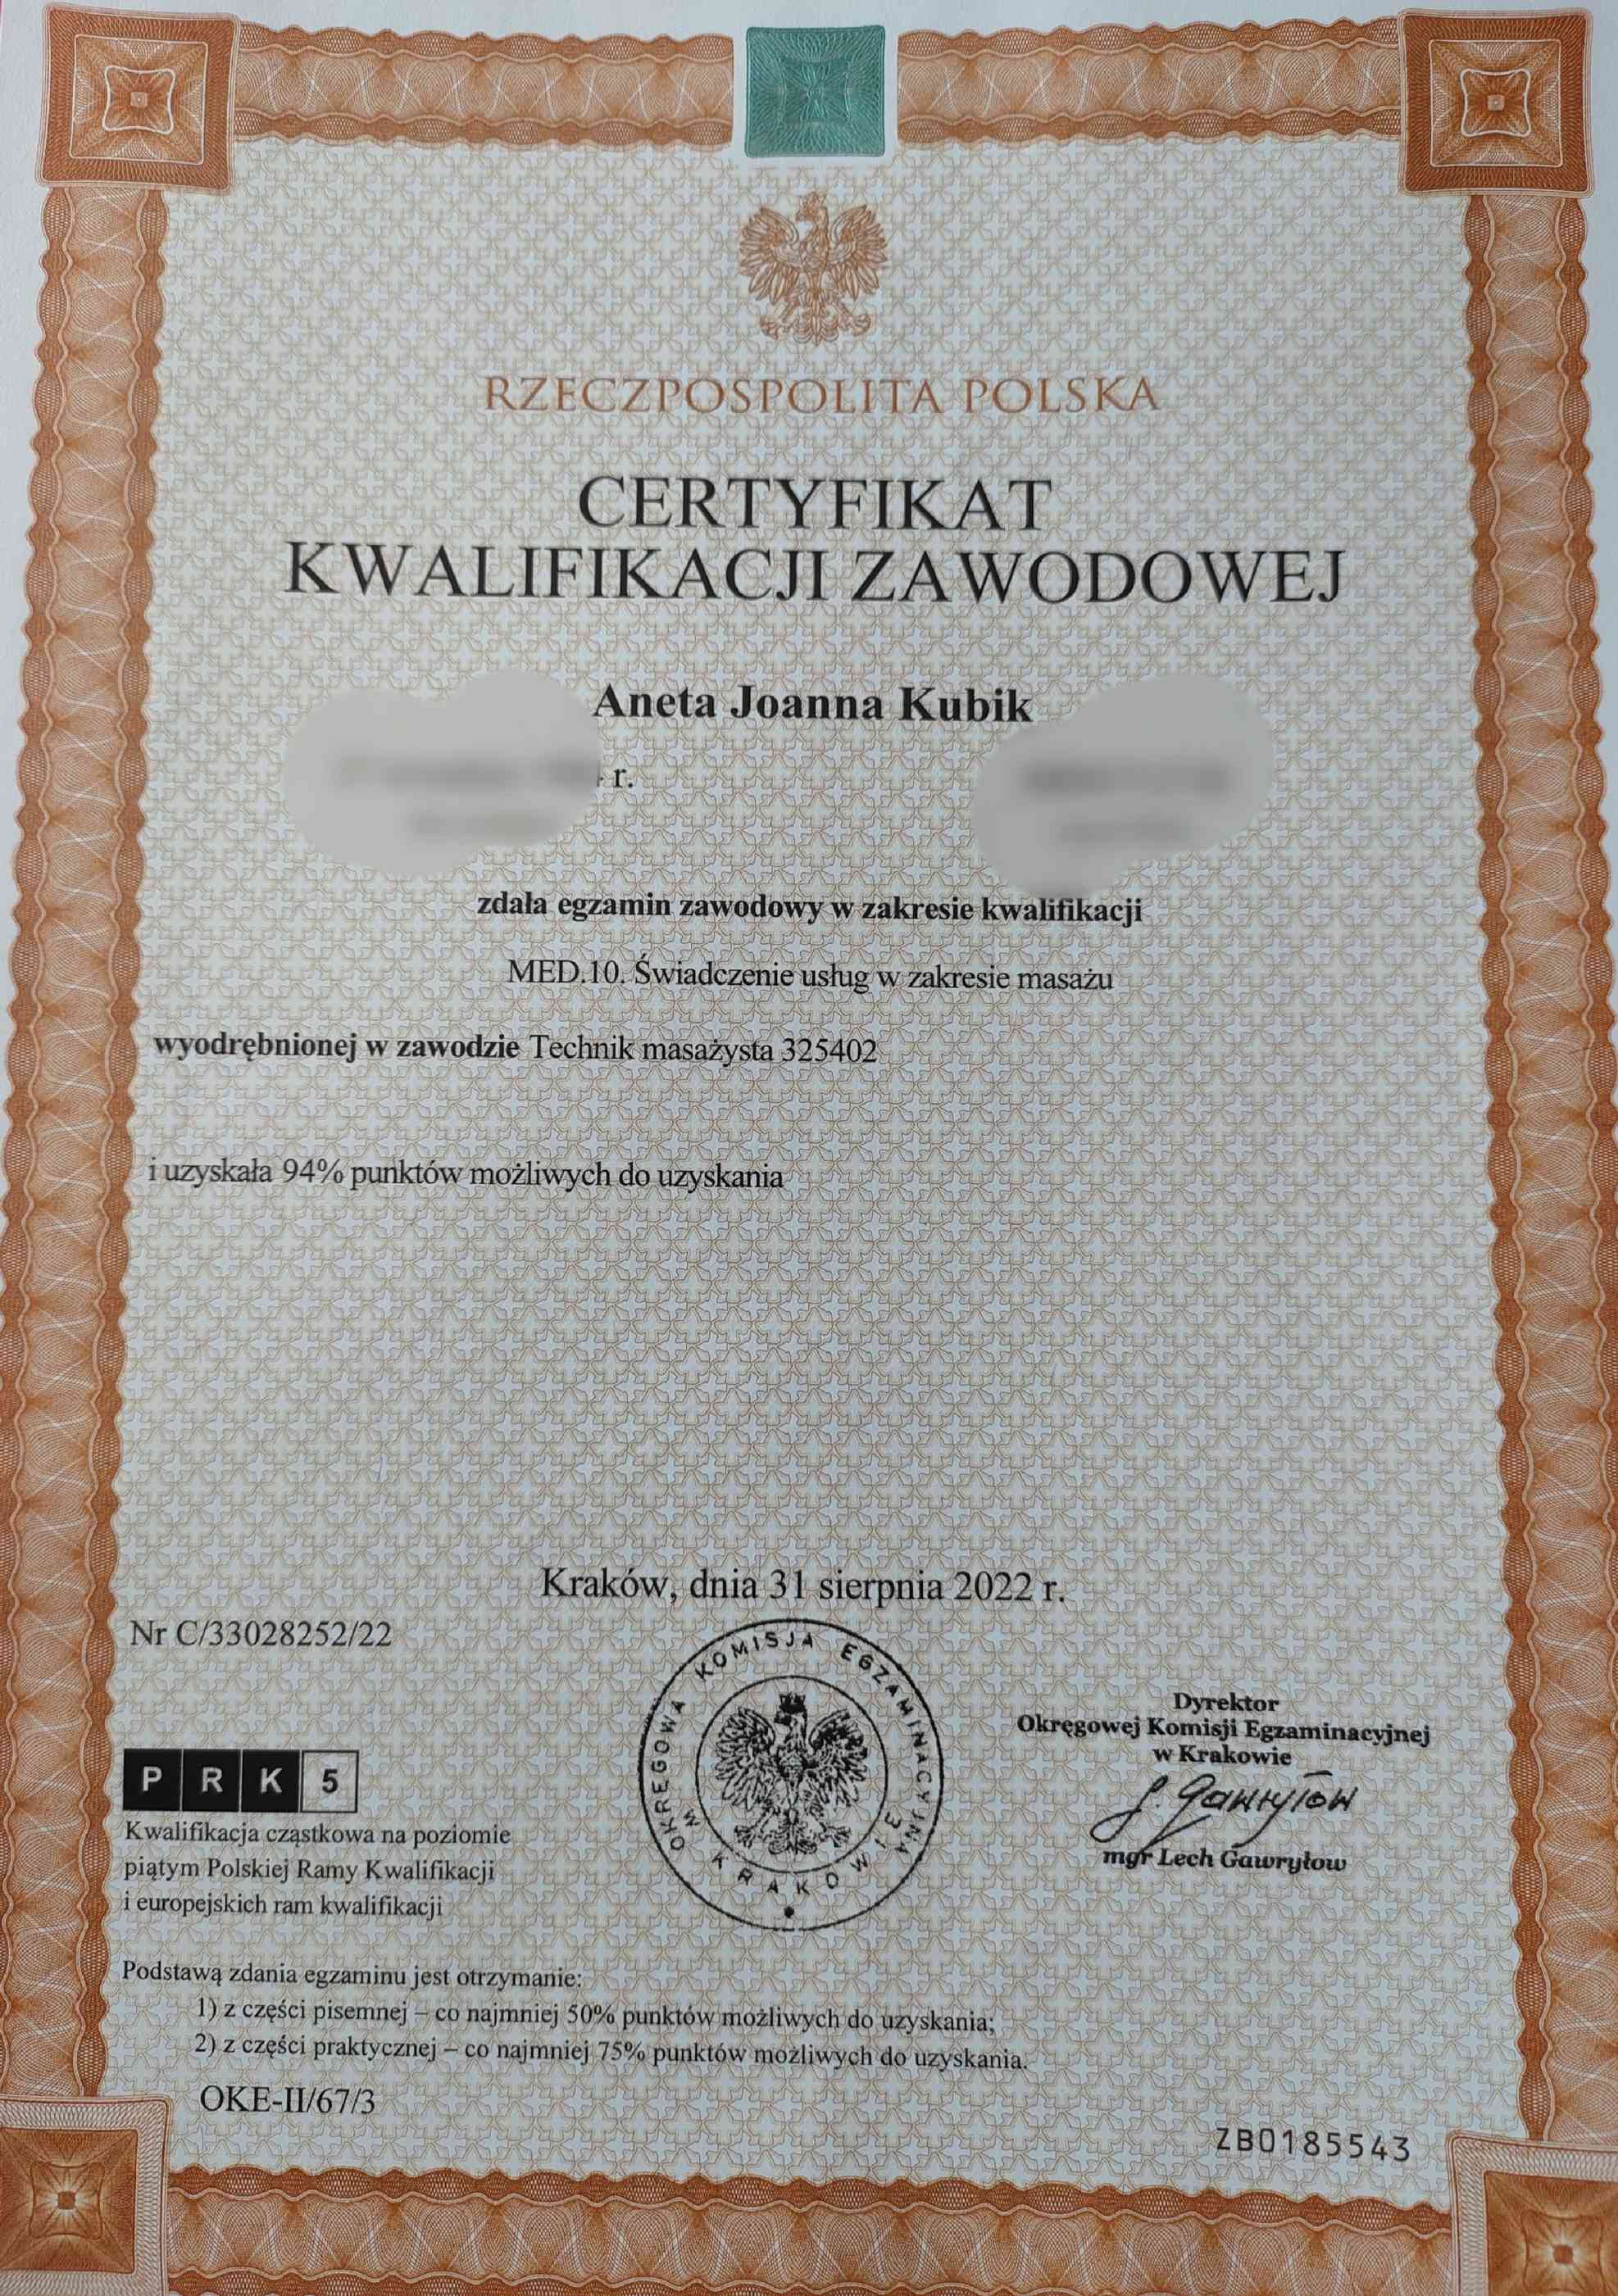 RZECZPOSPOLITA POLSKA
CERTYFIKAT
KWALIFIKACJI ZAWODOWEJ
Aneta Joanna Kubik
r.
zdała egzamin zawodowy w zakresie kwalifikacji
MED.10. Świadczenie usług w zakresie masażu
wyodrębnionej w zawodzie Technik masażysta 325402
i uzyskała 94% punktów możliwych do uzyskania
Kraków, dnia 31 sierpnia 2022 r.
Nr C/33028252/22
OKRĘGOWA KOMISJA EGZAMINACYJNA
W KRAKOWIE
Dyrektor
Okręgowej Komisji Egzaminacyjnej
w Krakowie
L. Gawryłow
mgr Lech Gawryłow
PRK 5
Kwalifikacja cząstkowa na poziomie
piątym Polskiej Ramy Kwalifikacji
i europejskich ram kwalifikacji
Podstawą zdania egzaminu jest otrzymanie:
1) z części pisemnej – co najmniej 50% punktów możliwych do uzyskania;
2) z części praktycznej – co najmniej 75% punktów możliwych do uzyskania.
OKE-II/67/3
ZB0185543